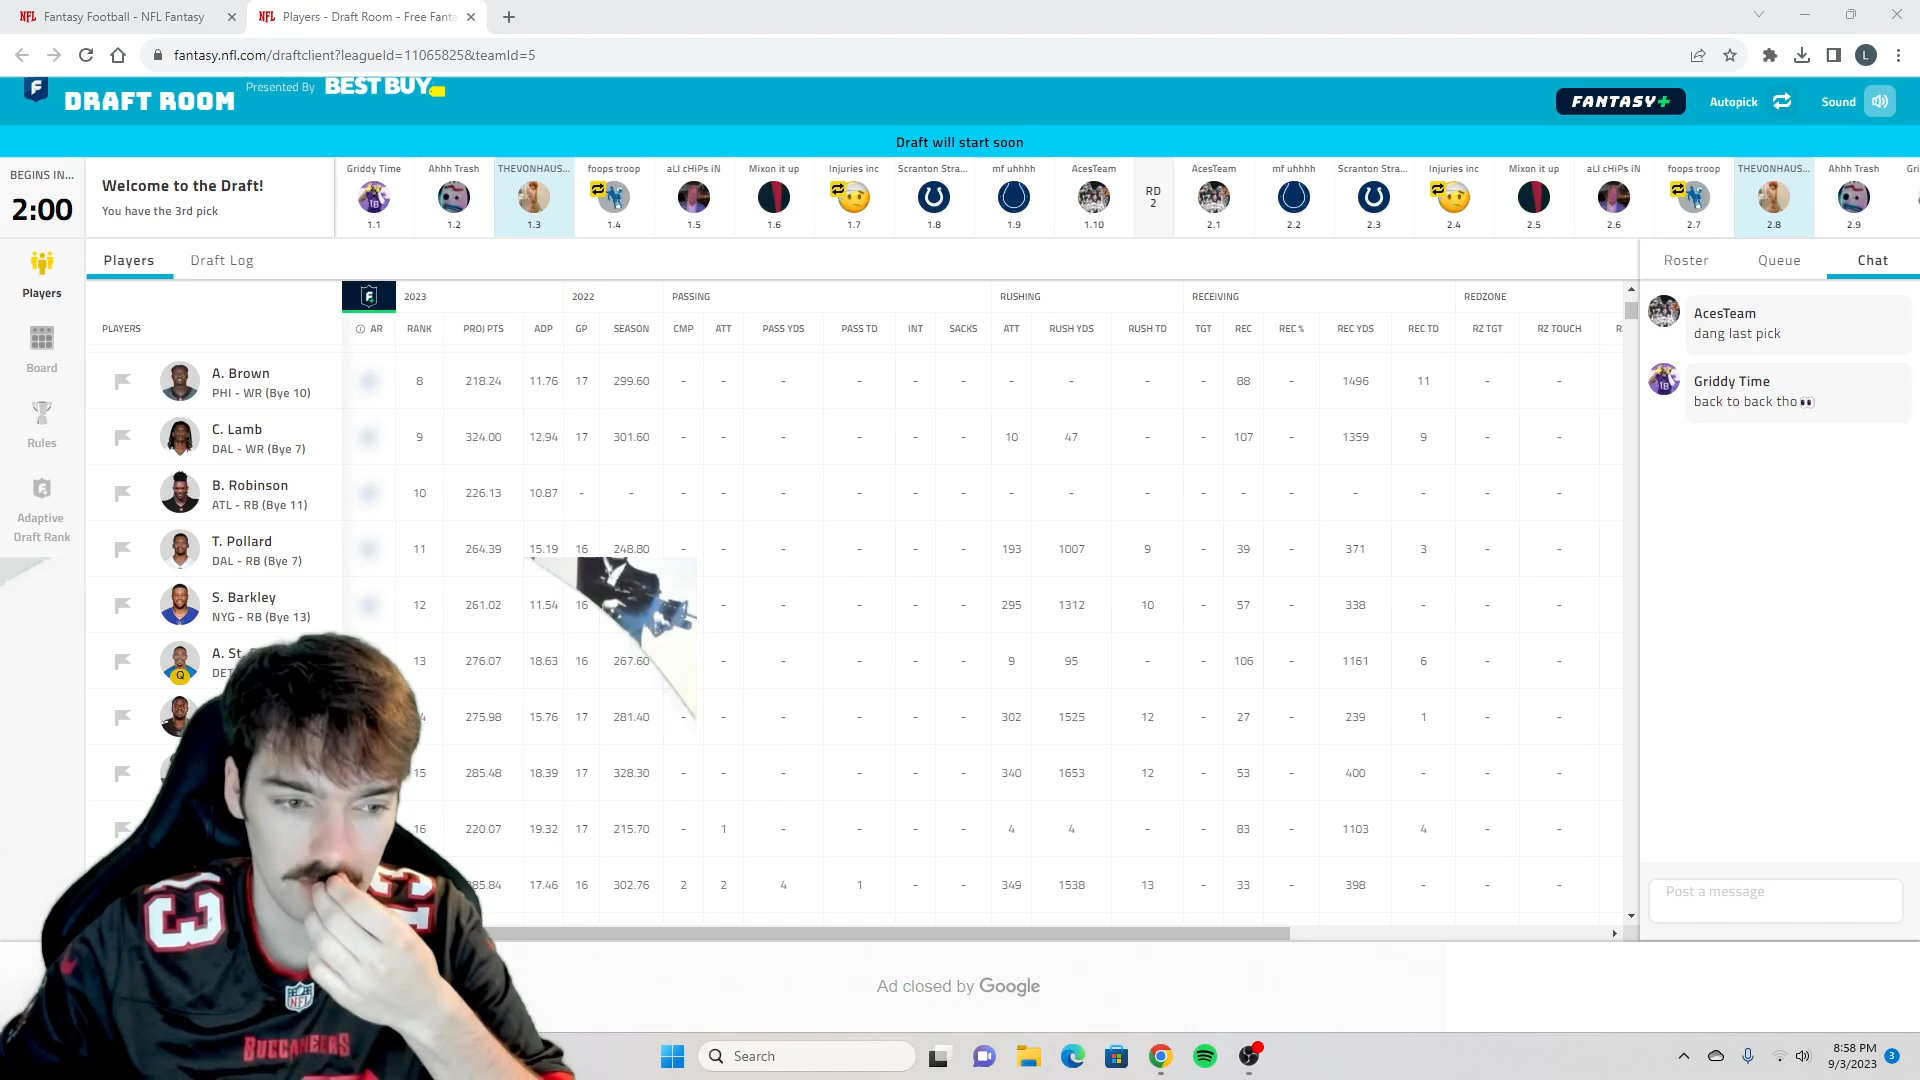 Fantasy Football - NFL Fantasy
Players - Draft Room - Free Fanta
fantasy.nfl.com/draftclient?leagueId=11065825&teamId=5
L
DRAFT ROOM
Presented By BEST BUY
FANTASY+
Autopick
Sound
Draft will start soon
BEGINS IN...
2:00
Welcome to the Draft!
You have the 3rd pick
Griddy Time
1.1
Ahhh Trash
1.2
THEVONHAUS...
1.3
foops troop
1.4
aLl cHiPs iN
1.5
Mixon it up
1.6
Injuries inc
1.7
Scranton Stra...
1.8
mf uhhhh
1.9
AcesTeam
1.10
RD
2
AcesTeam
2.1
mf uhhhh
2.2
Scranton Stra...
2.3
Injuries inc
2.4
Mixon it up
2.5
aLl cHiPs iN
2.6
foops troop
2.7
THEVONHAUS...
2.8
Ahhh Trash
2.9
Gri
Players
Board
Rules
Adaptive
Draft Rank
Players
Draft Log
Roster
Queue
Chat
2023
2022
PASSING
RUSHING
RECEIVING
REDZONE
PLAYERS AR RANK PROJ PTS ADP GP SEASON CMP ATT PASS YDS PASS TD INT SACKS ATT RUSH YDS RUSH TD TGT REC REC % REC YDS REC TD RZ TGT RZ TOUCH R
A. Brown
PHI - WR (Bye 10)
8 218.24 11.76 17 299.60 - - - - - - - - - - 88 - 1496 11 - -
C. Lamb
DAL - WR (Bye 7)
9 324.00 12.94 17 301.60 - - - - - - 10 47 - - 107 - 1359 9 - -
B. Robinson
ATL - RB (Bye 11)
10 226.13 10.87 - - - - - - - - - - - - - - - - - -
T. Pollard
DAL - RB (Bye 7)
11 264.39 15.19 16 248.80 - - - - - - 193 1007 9 - 39 - 371 3 - -
S. Barkley
NYG - RB (Bye 13)
12 261.02 11.54 16 - - - - - 295 1312 10 - 57 - 338 - - -
A. St.
DET
Q
13 276.07 18.63 16 267.60 - - - - - 9 95 - - 106 - 1161 6 - -
4 275.98 15.76 17 281.40 - - - - - - 302 1525 12 - 27 - 239 1 - -
15 285.48 18.39 17 328.30 - - - - - - 340 1653 12 - 53 - 400 - - -
16 220.07 19.32 17 215.70 - 1 - - - - 4 4 - - 83 - 1103 4 - -
85.84 17.46 16 302.76 2 2 4 1 - - 349 1538 13 - 33 - 398 - - -
AcesTeam
dang last pick
Griddy Time
back to back tho👀
Post a message
Ad closed by Google
NFL
BUCCANEERS
Search
8:58 PM
9/3/2023
3